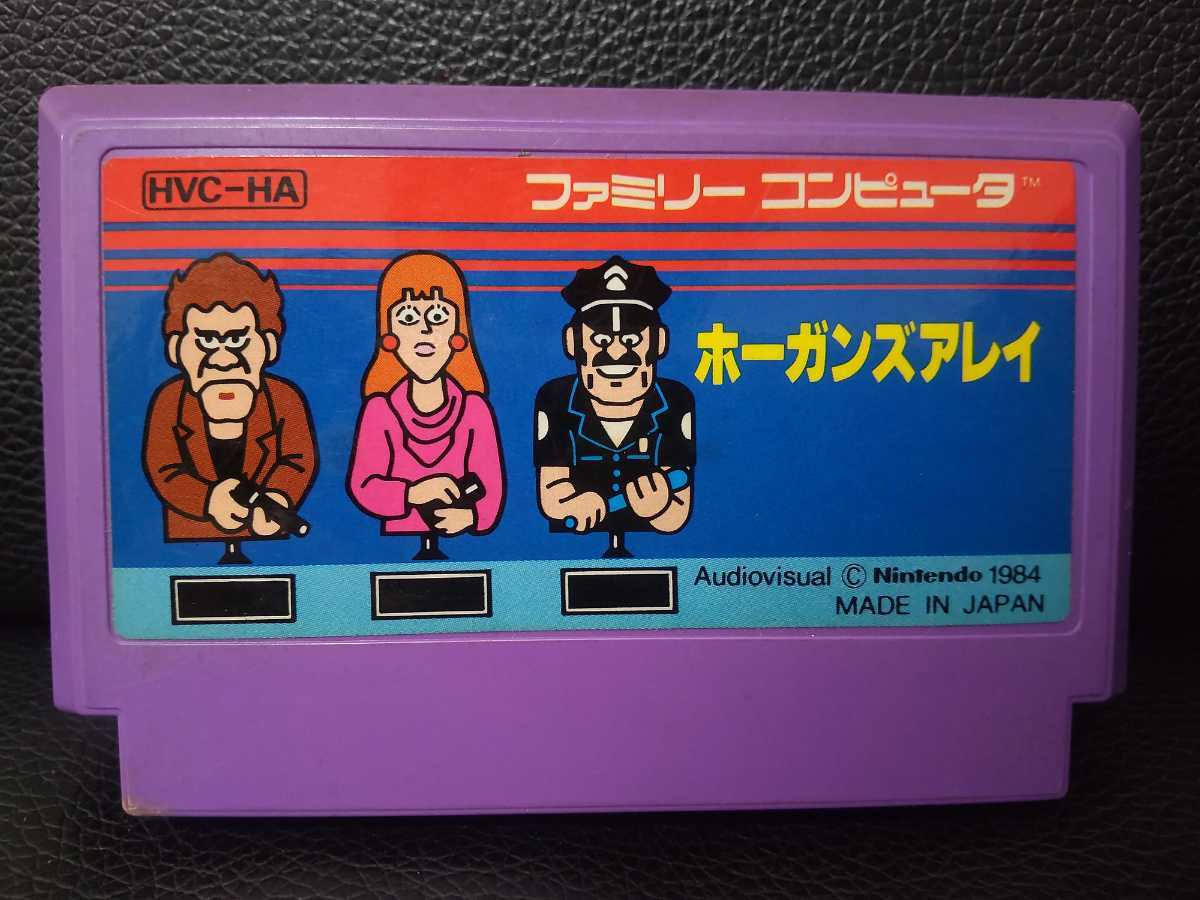 HVC-HA
ファミリー コンピュータ™
ホーガンズアレイ
Audiovisual © Nintendo 1984
MADE IN JAPAN